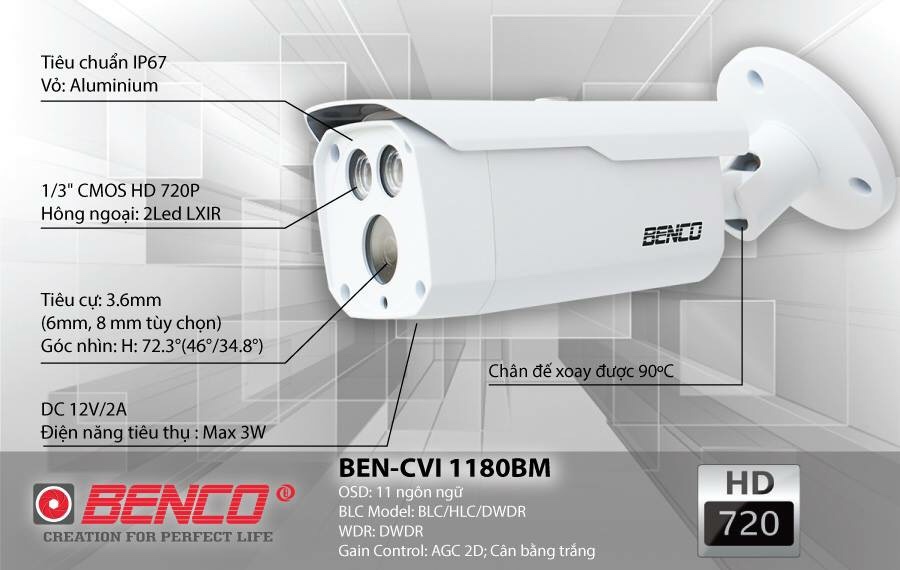 Tiêu chuẩn IP67
Vỏ: Aluminium
1/3" CMOS HD 720P
Hông ngoại: 2Led LXIR
BENCO
Tiêu cự: 3.6mm
(6mm, 8 mm tùy chọn)
Góc nhìn: H: 72.3°(46°/34.8°)
Chân đế xoay được 90ºC
DC 12V/2A
Điện năng tiêu thụ : Max 3W
BENCO
CREATION FOR PERFECT LIFE
BEN-CVI 1180BM
OSD: 11 ngôn ngữ
BLC Model: BLC/HLC/DWDR
WDR: DWDR
Gain Control: AGC 2D; Cân bằng trắng
HD
720